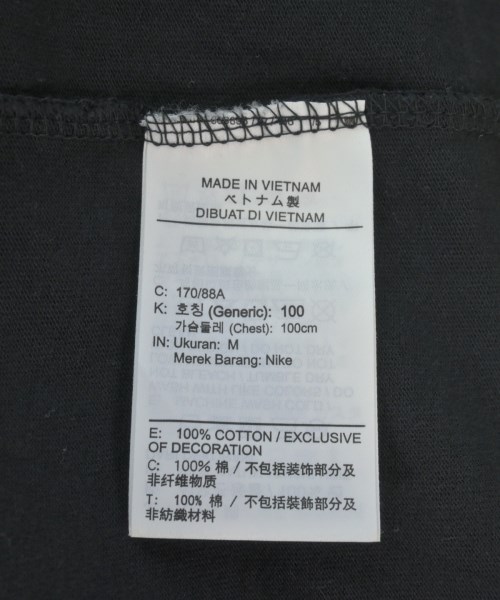 MADE IN VIETNAM
ベトナム製
DIBUAT DI VIETNAM
C: 170/88A
K: 호칭 (Generic): 100
가슴둘레 (Chest): 100cm
IN: Ukuran: M
Merek Barang: Nike
E: 100% COTTON / EXCLUSIVE
OF DECORATION
C: 100% 棉 / 不包括装饰部分及
非纤维物质
T: 100% 棉 / 不包括裝飾部分及
非紡織材料